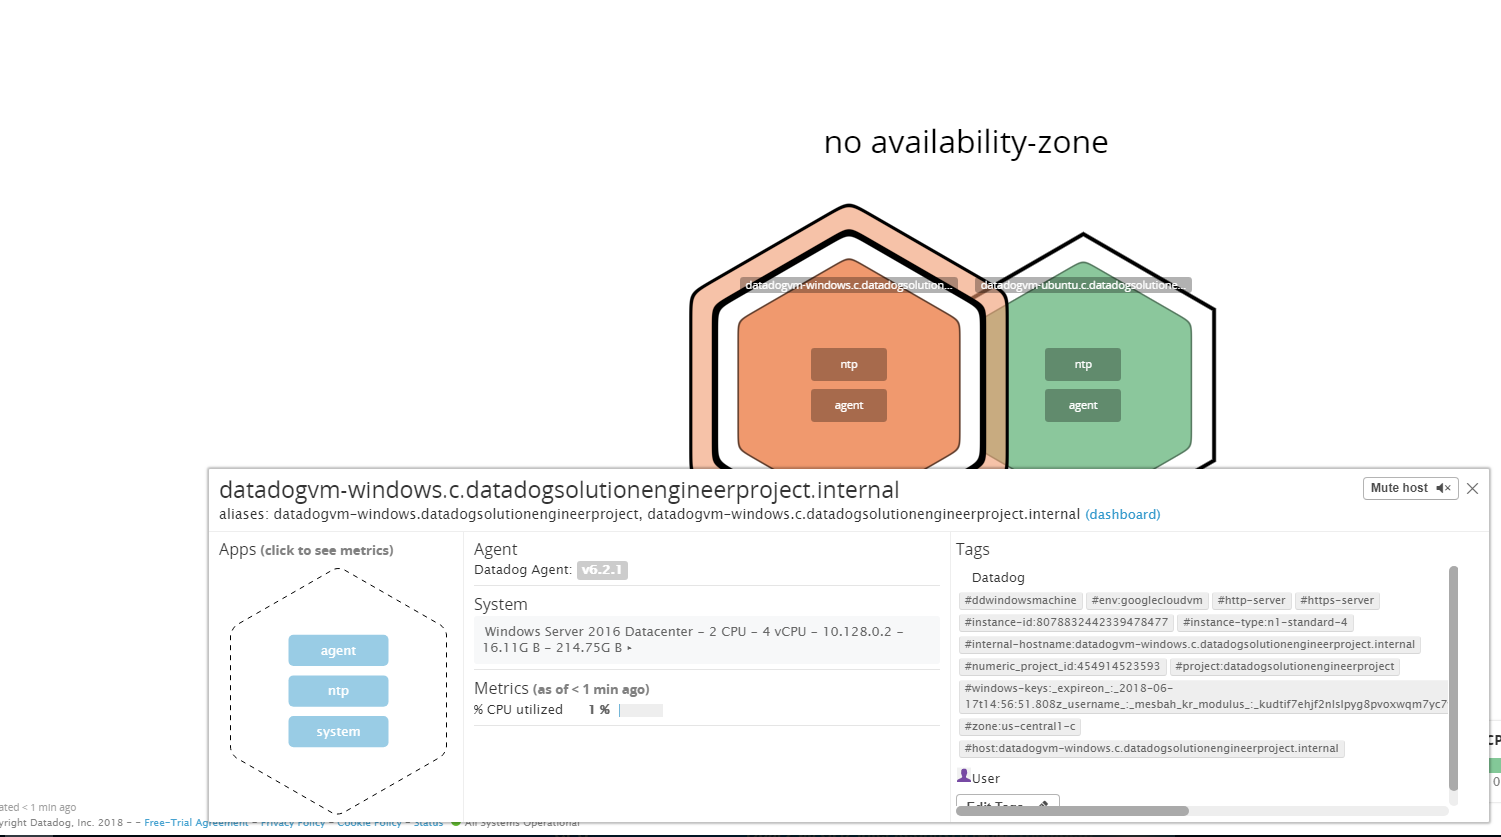 no availability-zone
datadogvm-windows.c.datadogsolution...
datadogvm-ubuntu.c.datadogsolutione...
ntp
ntp
agent
agent
datadogvm-windows.c.datadogsolutionengineerproject.internal
Mute host
aliases: datadogvm-windows.datadogsolutionengineerproject, datadogvm-windows.c.datadogsolutionengineerproject.internal (dashboard)
Apps (click to see metrics)
agent
ntp
system
Agent
Datadog Agent: v6.2.1
System
Windows Server 2016 Datacenter - 2 CPU - 4 vCPU - 10.128.0.2 -
16.11G B - 214.75G B
Metrics (as of < 1 min ago)
% CPU utilized 1 %
Tags
Datadog
#ddwindowsmachine #env:googlecloudvm #http-server #https-server
#instance-id:8078832442339478477 #instance-type:n1-standard-4
#internal-hostname:datadogvm-windows.c.datadogsolutionengineerproject.internal
#numeric_project_id:454914523593 #project:datadogsolutionengineerproject
#windows-keys:_expireon_:_2018-06-
17t14:56:51.808z_username_:_mesbah_kr_modulus_:_kudtif7ehjf2nlslpyg8pvoxwqm7yc7
#zone:us-central1-c
#host:datadogvm-windows.c.datadogsolutionengineerproject.internal
User
Edit Tags
CP
0
ated < 1 min ago
yright Datadog, Inc. 2018 - - Free-Trial Agreement - Privacy Policy - Cookie Policy - Status All Systems Operational